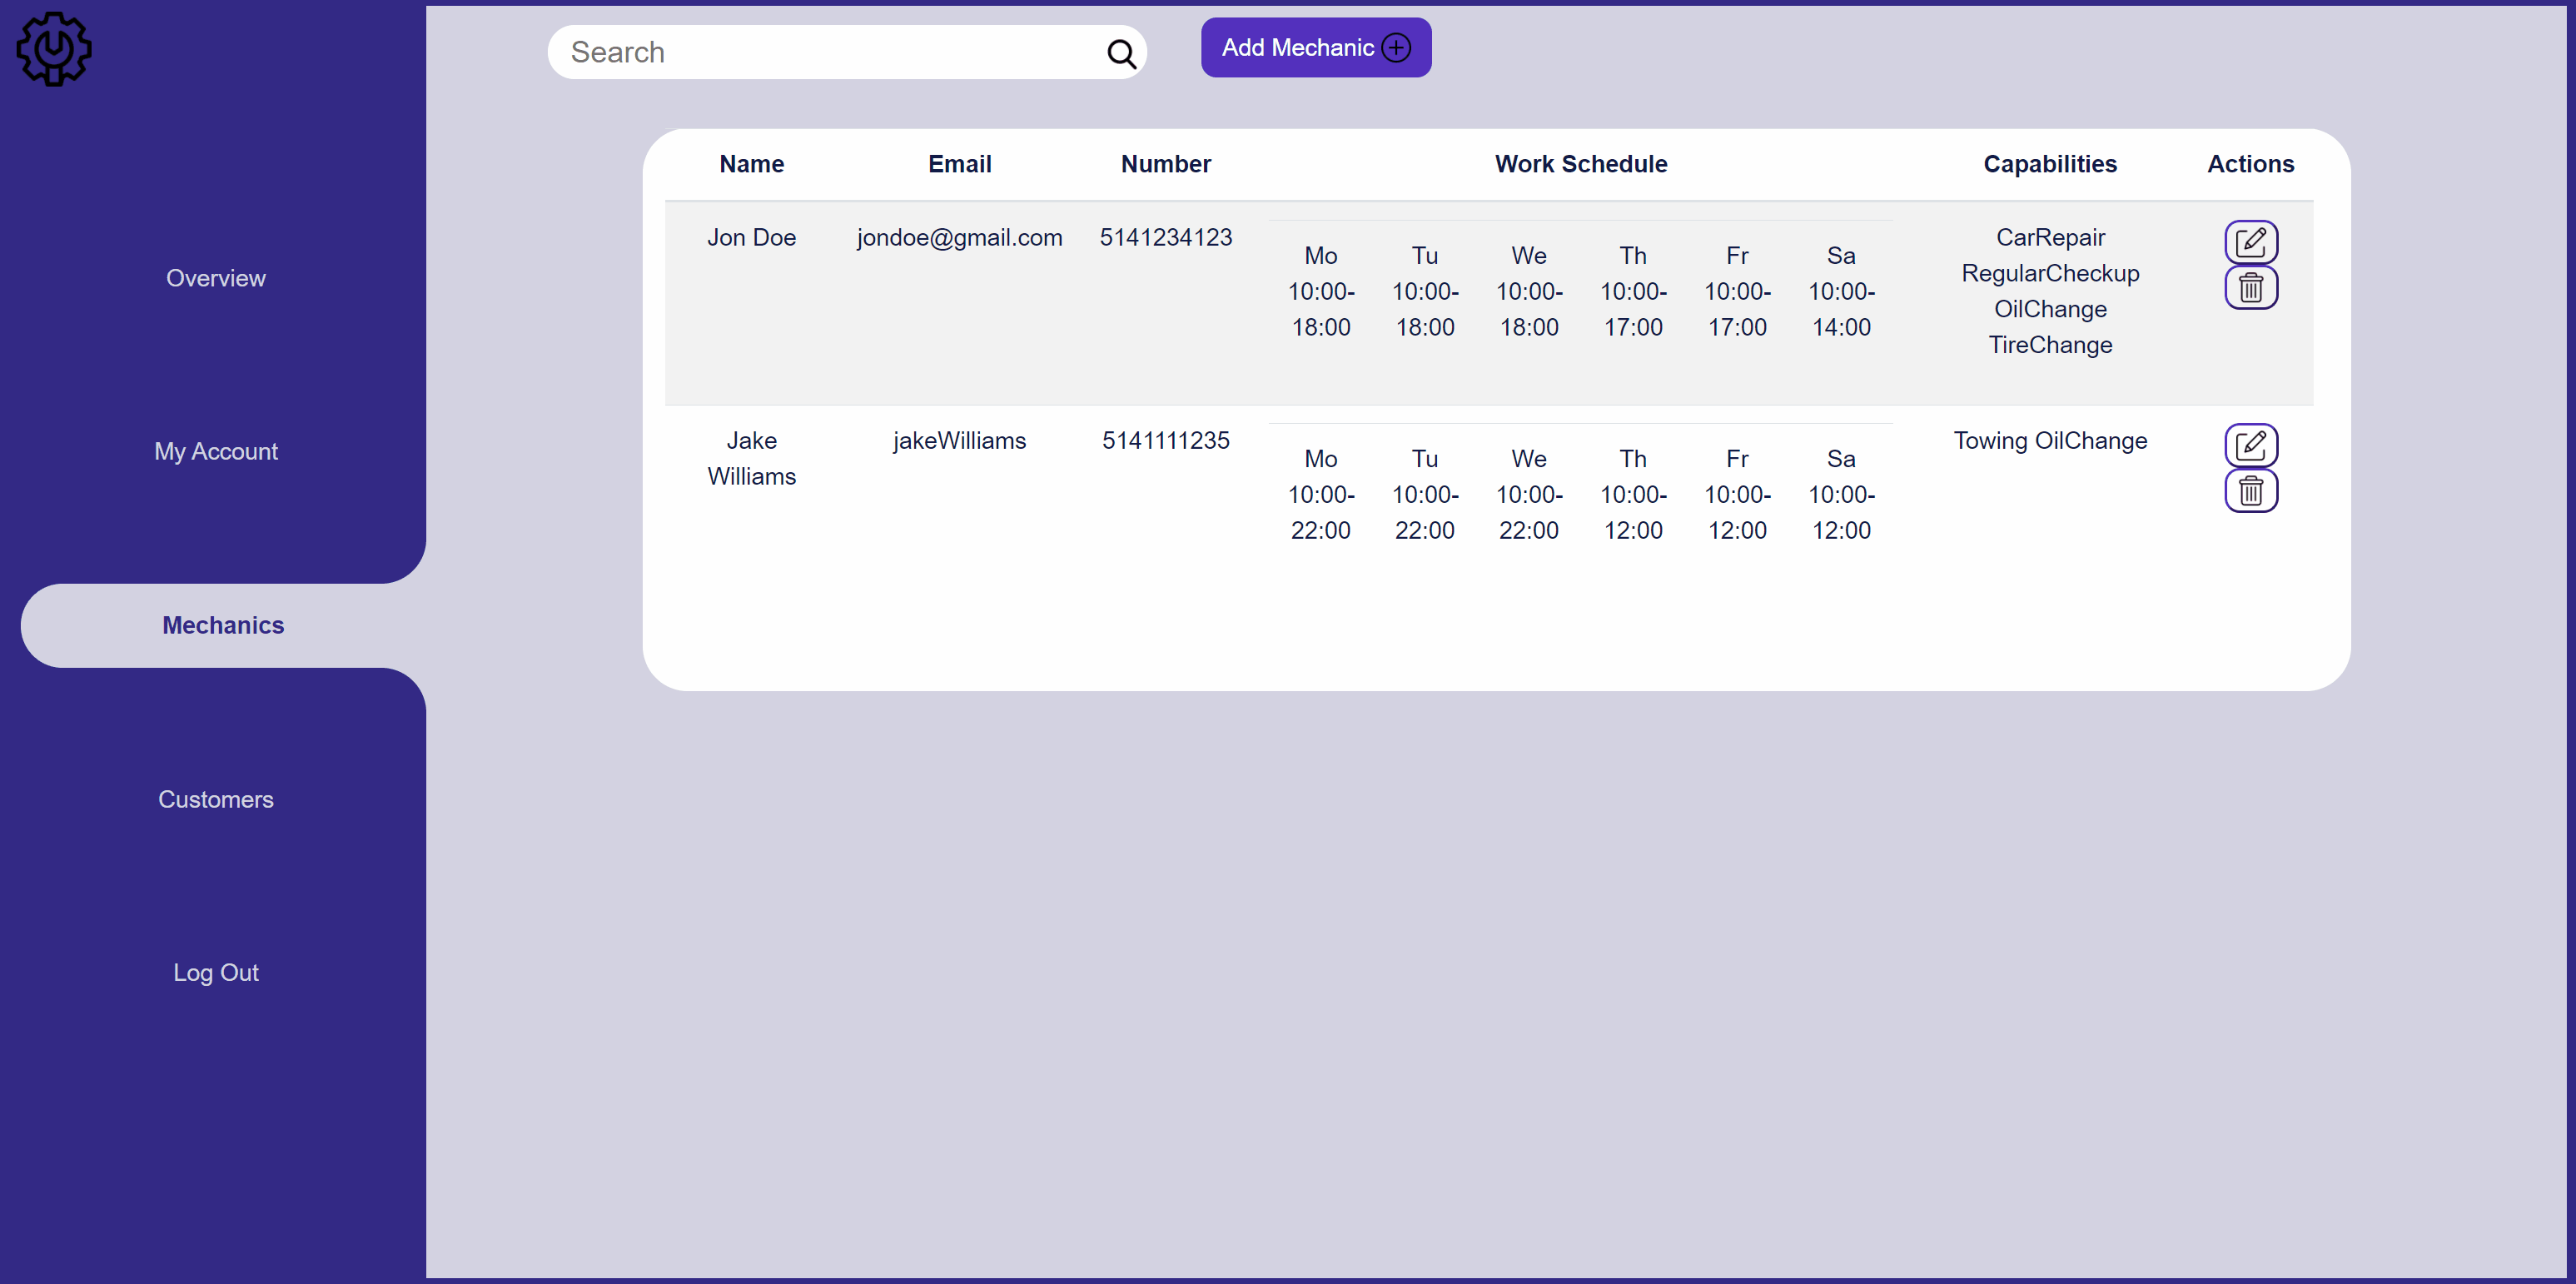 Search
Add Mechanic
Overview
My Account
Mechanics
Customers
Log Out
Name Email Number Work Schedule Capabilities Actions
Jon Doe jondoe@gmail.com 5141234123
Mo Tu We Th Fr Sa
10:00- 10:00- 10:00- 10:00- 10:00- 10:00-
18:00 18:00 18:00 17:00 17:00 14:00
CarRepair
RegularCheckup
OilChange
TireChange
Jake
Williams
jakeWilliams 5141111235
Mo Tu We Th Fr Sa
10:00- 10:00- 10:00- 10:00- 10:00- 10:00-
22:00 22:00 22:00 12:00 12:00 12:00
Towing OilChange